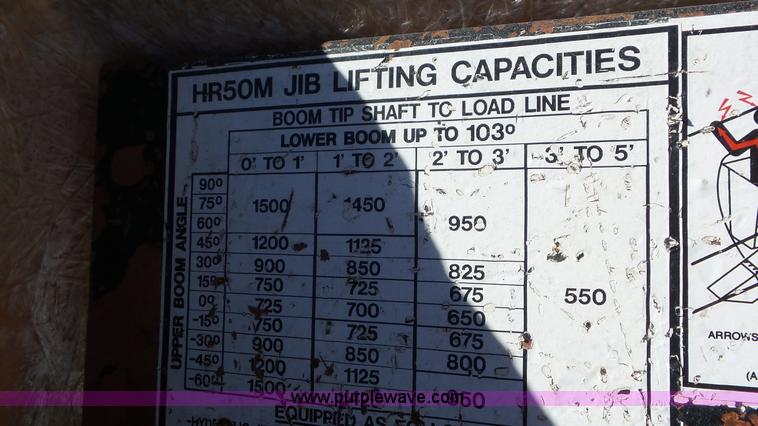 HR50M JIB LIFTING CAPACITIES
BOOM TIP SHAFT TO LOAD LINE
LOWER BOOM UP TO 103°
0' TO 1' 1' TO 2' 2' TO 3' 3' TO 5'
UPPER BOOM ANGLE
90°
75° 1500 1450
60° 950
45° 1200 1125
30° 900 850 825
15° 750 725 675
0° 725 700 650 550
-15° 750 725 675
-30° 900 850 800
-45° 1200 1125
-60° 1500 950
EQUIPPED AS
ARROWS
(A
www.purplewave.com